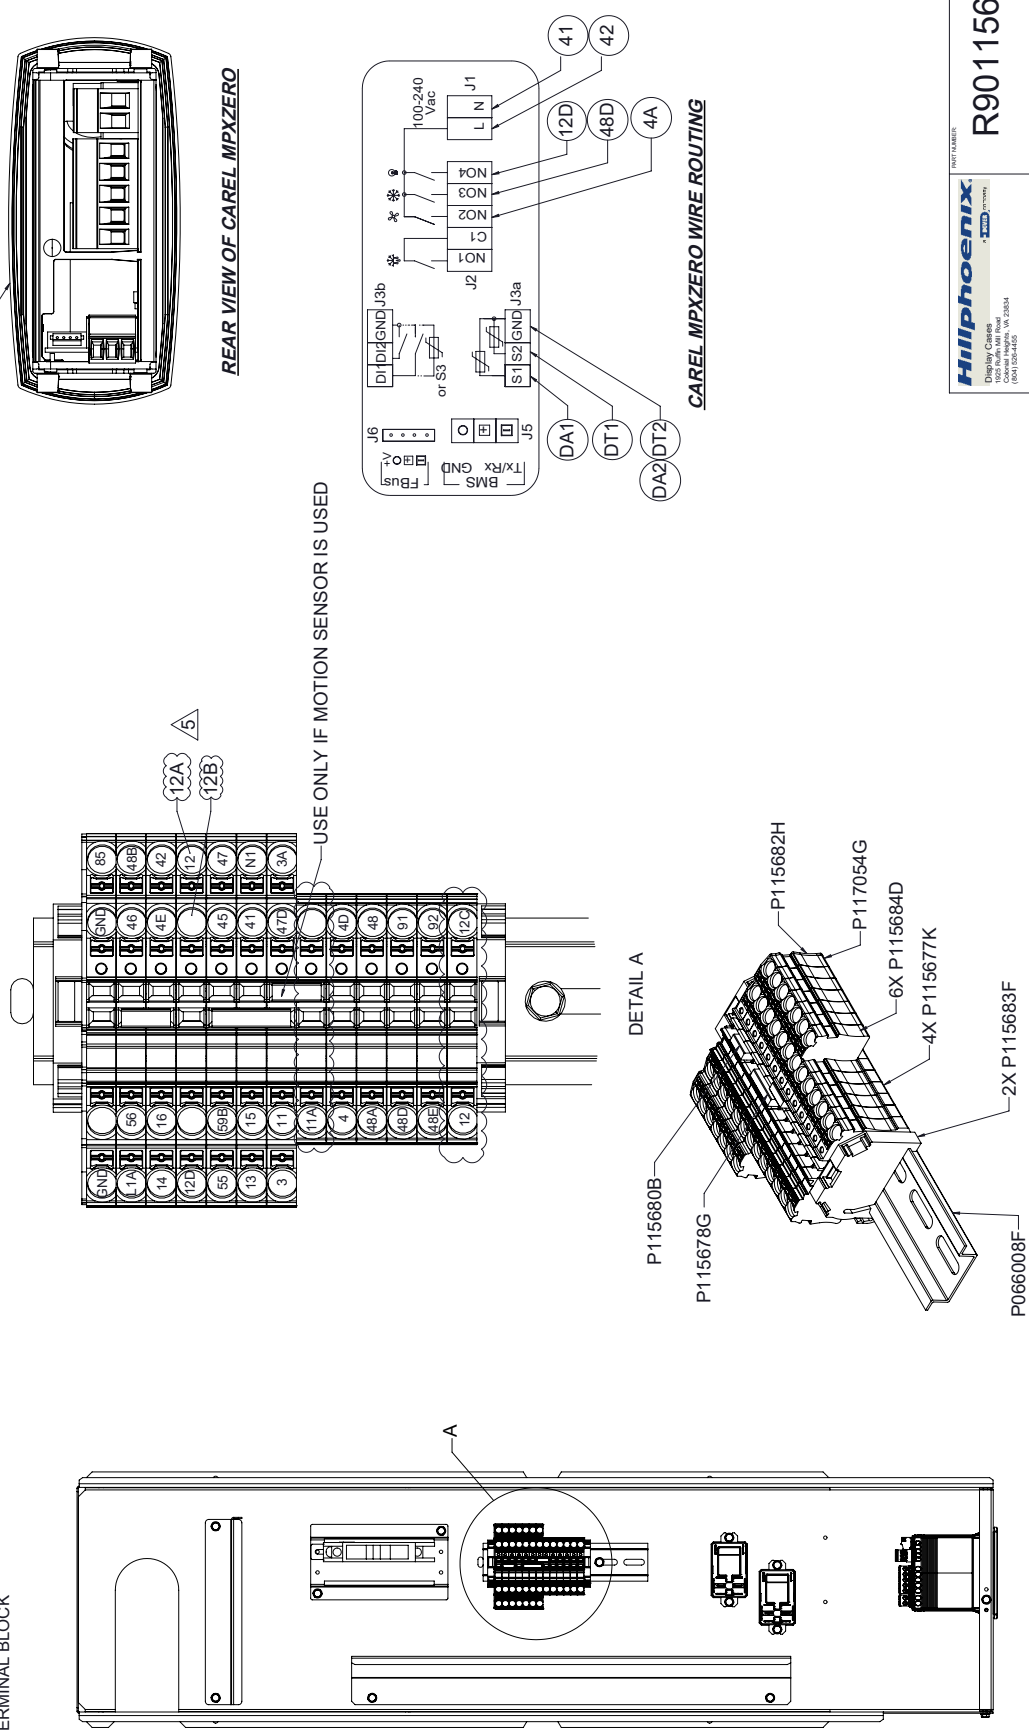 ERMINAL BLOCK
A
GND L1A 14 12D 55 13 3
56 16 59B 15 11 11A 4 48A 48D 48E 12
GND 46 4E 45 41 47D 4D 48 91 92 12C
85 48B 42 12 47 N1 3A
12A
12B
5
USE ONLY IF MOTION SENSOR IS USED
DETAIL A
P115680B
P115678G
P115682H
P117054G
6X P115684D
4X P115677K
2X P115683F
P066008F
REAR VIEW OF CAREL MPXZERO
100-240
Vac
J3b
DI1 DI2 GND
or S3
J6
+V
FBus
BMS
Tx/Rx GND
J5
J3a
S1 S2 GND
J2
NO1 C1 NO2 NO3 NO4
L N
J1
41
42
12D
48D
4A
DA1
DT1
DA2 DT2
CAREL MPXZERO WIRE ROUTING
Hillphoenix
A DOVER COMPANY
Display Cases
1925 Ruffin Mill Road
Colonial Heights, VA 23834
(804) 526-4455
PART NUMBER:
R901156